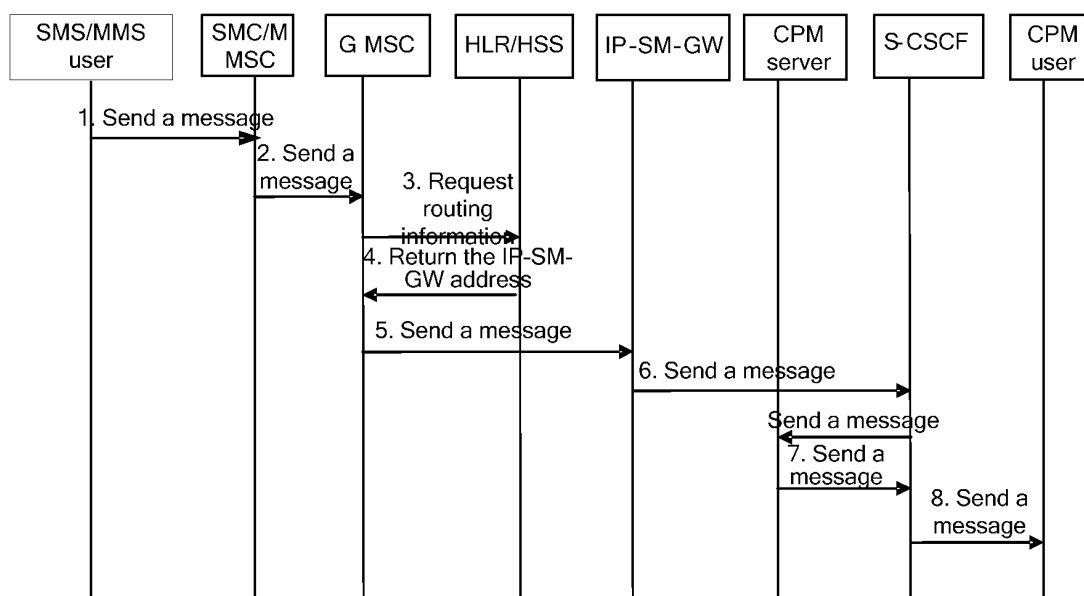 SMS/MMS
user
SMC/M
MSC
G MSC
HLR/HSS
IP-SM-GW
CPM
server
S-CSCF
CPM
user
1. Send a message
2. Send a
message
3. Request
routing
information
4. Return the IP-SM-
GW address
5. Send a message
6. Send a message
Send a message
7. Send a
message
8. Send a
message